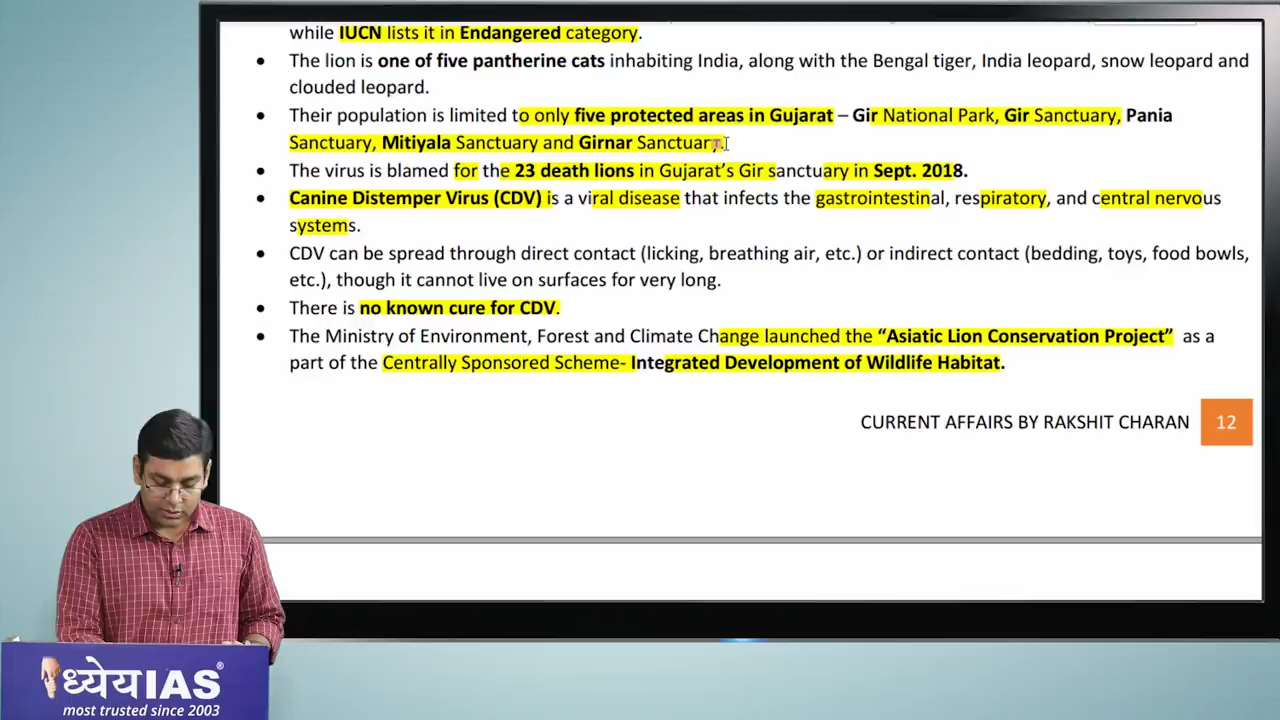 while IUCN lists it in Endangered category.
• The lion is one of five pantherine cats inhabiting India, along with the Bengal tiger, India leopard, snow leopard and
clouded leopard.
• Their population is limited to only five protected areas in Gujarat – Gir National Park, Gir Sanctuary, Pania
Sanctuary, Mitiyala Sanctuary and Girnar Sanctuary.
• The virus is blamed for the 23 death lions in Gujarat's Gir sanctuary in Sept. 2018.
• Canine Distemper Virus (CDV) is a viral disease that infects the gastrointestinal, respiratory, and central nervous
systems.
• CDV can be spread through direct contact (licking, breathing air, etc.) or indirect contact (bedding, toys, food bowls,
etc.), though it cannot live on surfaces for very long.
• There is no known cure for CDV.
• The Ministry of Environment, Forest and Climate Change launched the “Asiatic Lion Conservation Project” as a
part of the Centrally Sponsored Scheme- Integrated Development of Wildlife Habitat.
CURRENT AFFAIRS BY RAKSHIT CHARAN 12
ध्येय IAS®
most trusted since 2003